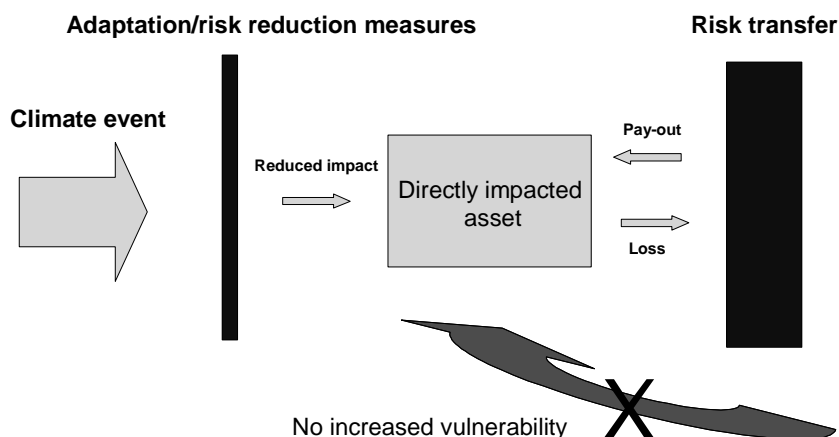 Adaptation/risk reduction measures
Risk transfer
Climate event
Pay-out
Reduced impact
Directly impacted
asset
Loss
X
No increased vulnerability